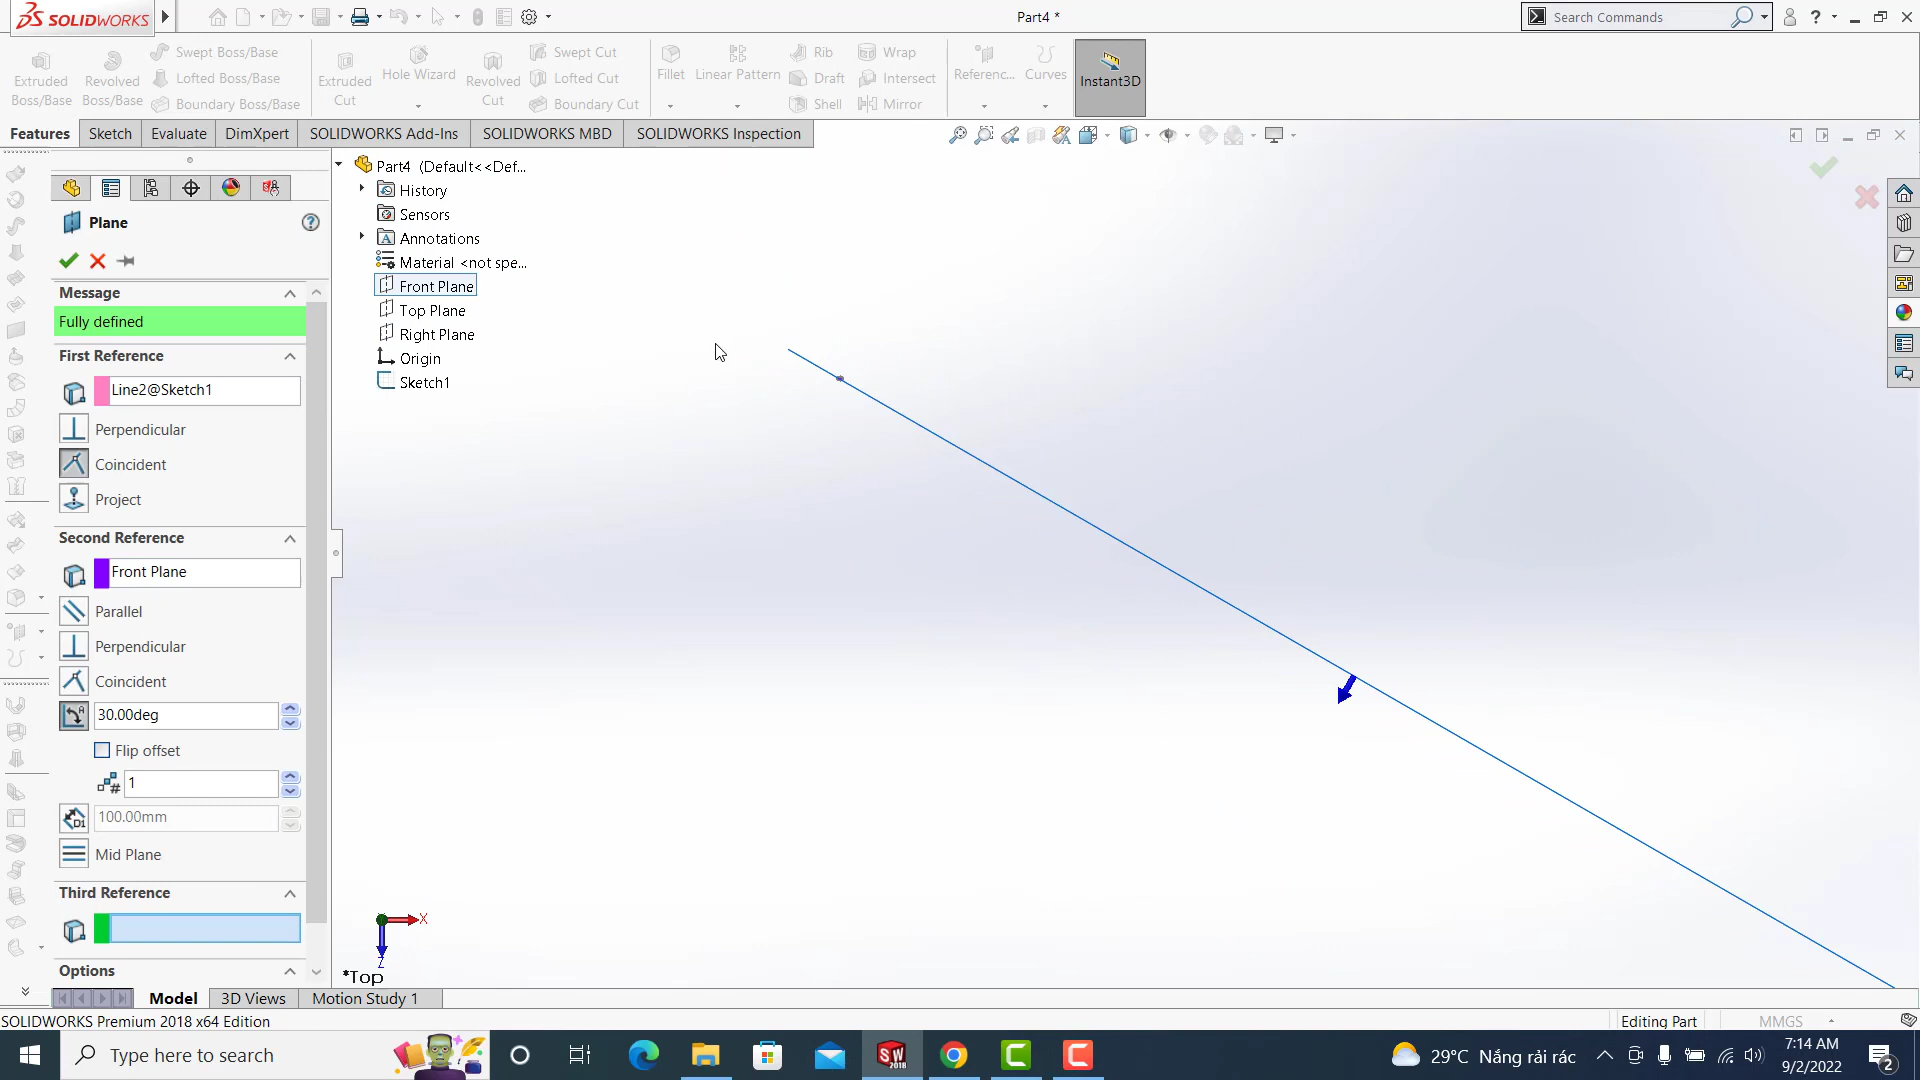 SOLIDWORKS
Part4 *
Search Commands
Extruded Boss/Base
Revolved Boss/Base
Swept Boss/Base
Lofted Boss/Base
Boundary Boss/Base
Extruded Cut
Hole Wizard
Revolved Cut
Swept Cut
Lofted Cut
Boundary Cut
Fillet
Linear Pattern
Rib
Draft
Shell
Wrap
Intersect
Mirror
Referenc...
Curves
Instant3D
Features
Sketch
Evaluate
DimXpert
SOLIDWORKS Add-Ins
SOLIDWORKS MBD
SOLIDWORKS Inspection
Plane
Message
Fully defined
First Reference
Line2@Sketch1
Perpendicular
Coincident
Project
Second Reference
Front Plane
Parallel
Perpendicular
Coincident
30.00deg
Flip offset
1
100.00mm
Mid Plane
Third Reference
Options
Part4 (Default<<Def...
History
Sensors
Annotations
Material <not spe...
Front Plane
Top Plane
Right Plane
Origin
Sketch1
X
Z
*Top
Model
3D Views
Motion Study 1
SOLIDWORKS Premium 2018 x64 Edition
Editing Part
MMGS
Type here to search
SW
2018
29°C Nắng rải rác
7:14 AM
9/2/2022
2